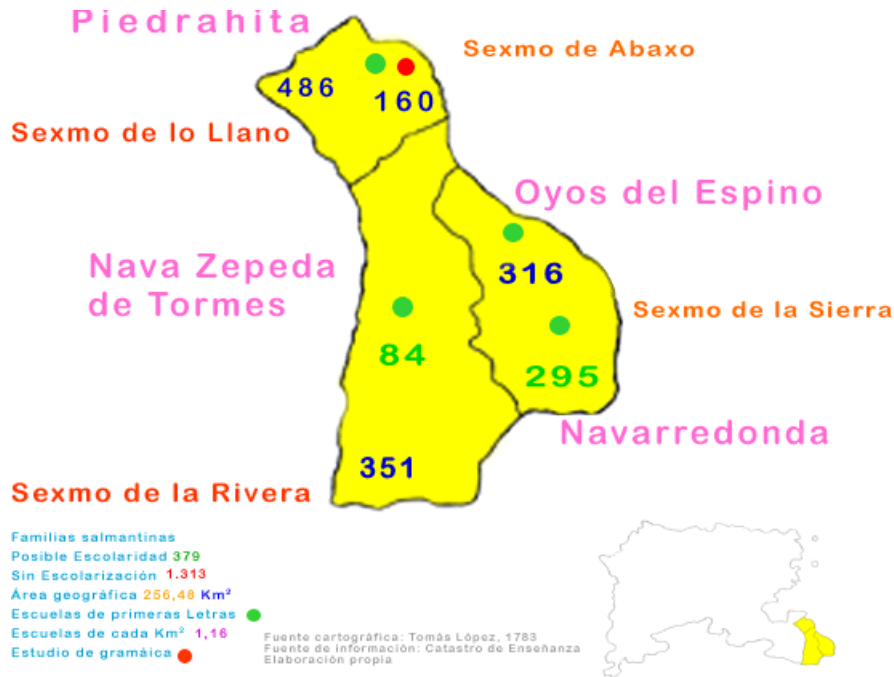 Piedrahita
Sexmo de Abaxo
486
160
Sexmo de lo Llano
Oyos del Espino
Nava Zepeda
de Tormes
316
Sexmo de la Sierra
84
295
Navarredonda
351
Sexmo de la Rivera
Familias salmantinas
Posible Escolaridad 379
Sin Escolarización 1.313
Área geográfica 256,48 Km²
Escuelas de primeras Letras
Escuelas de cada Km² 1,16
Estudio de gramáica
Fuente cartográfica: Tomás López, 1783
Fuente de información: Catastro de Enseñanza
Elaboración propia